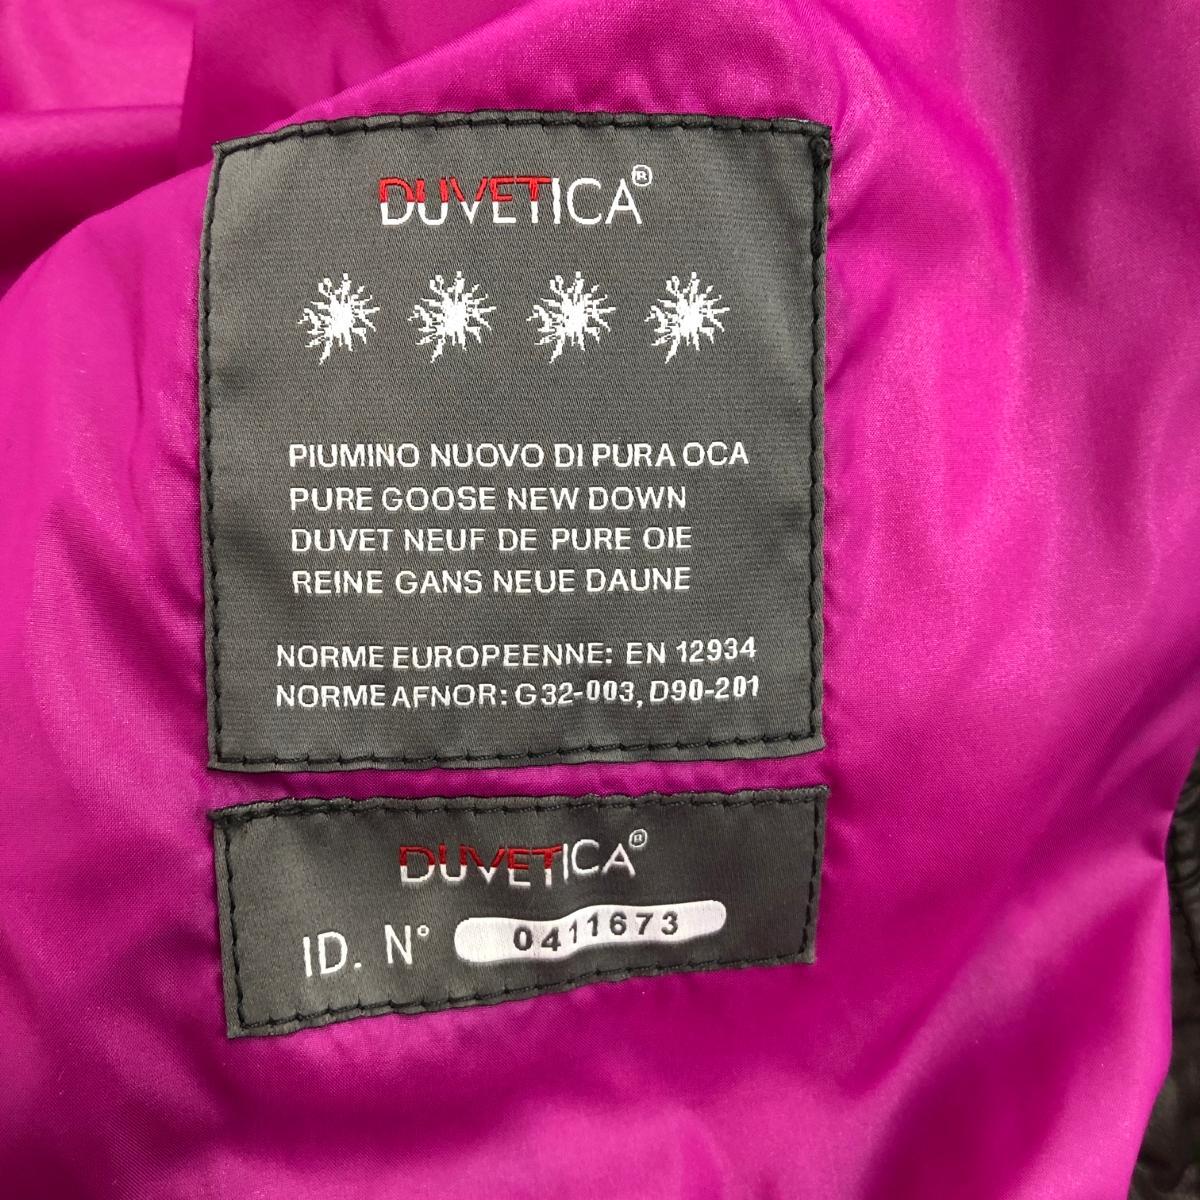 DUVETICA®
PIUMINO NUOVO DI PURA OCA
PURE GOOSE NEW DOWN
DUVET NEUF DE PURE OIE
REINE GANS NEUE DAUNE
NORME EUROPEENNE: EN 12934
NORME AFNOR: G32-003, D90-201
DUVETICA®
ID. N° 0411673